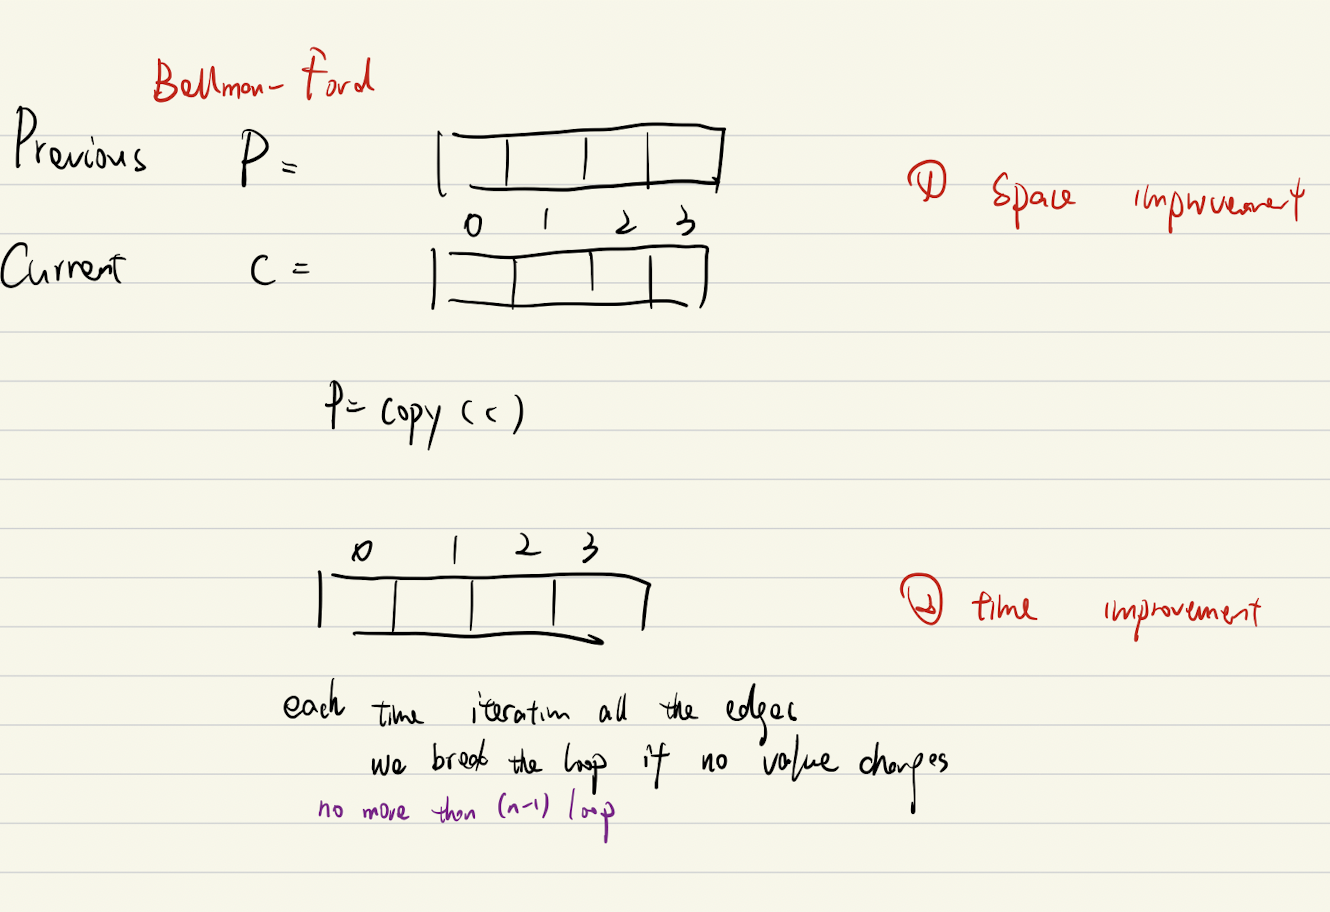 Bellman-Ford
Previous P =
① Space improvement
0 1 2 3
Current C =
P = copy (c)
0 1 2 3
② time improvement
each time iteration all the edges
we break the loop if no value changes
no more than (n-1) loop